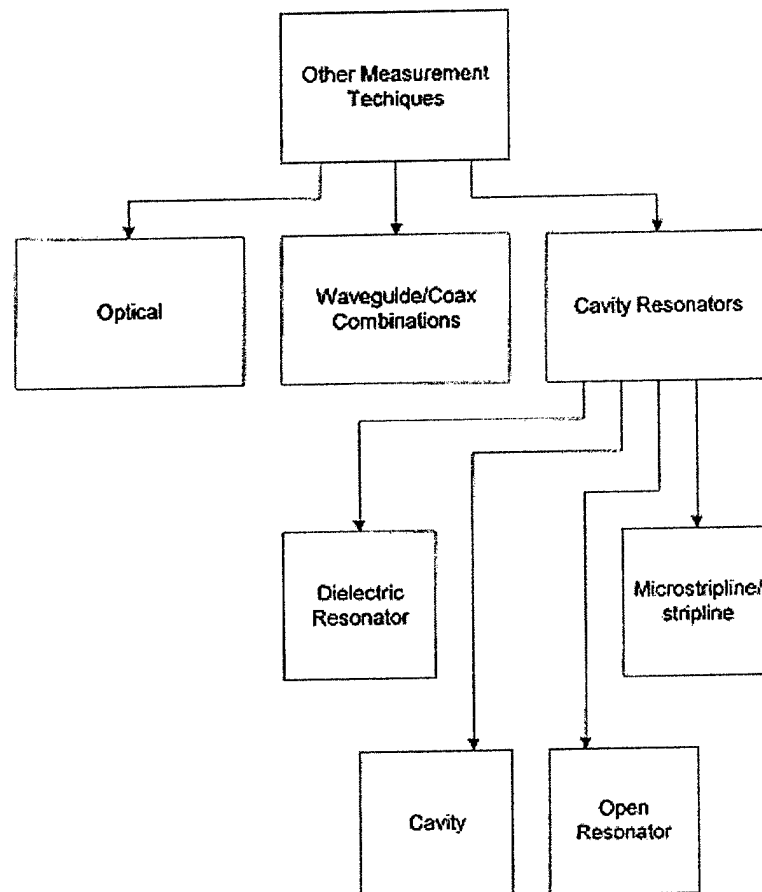 Other Measurement
Techiques
Optical
Waveguide/Coax
Combinations
Cavity Resonators
Dielectric
Resonator
Microstripline/
stripline
Cavity
Open
Resonator